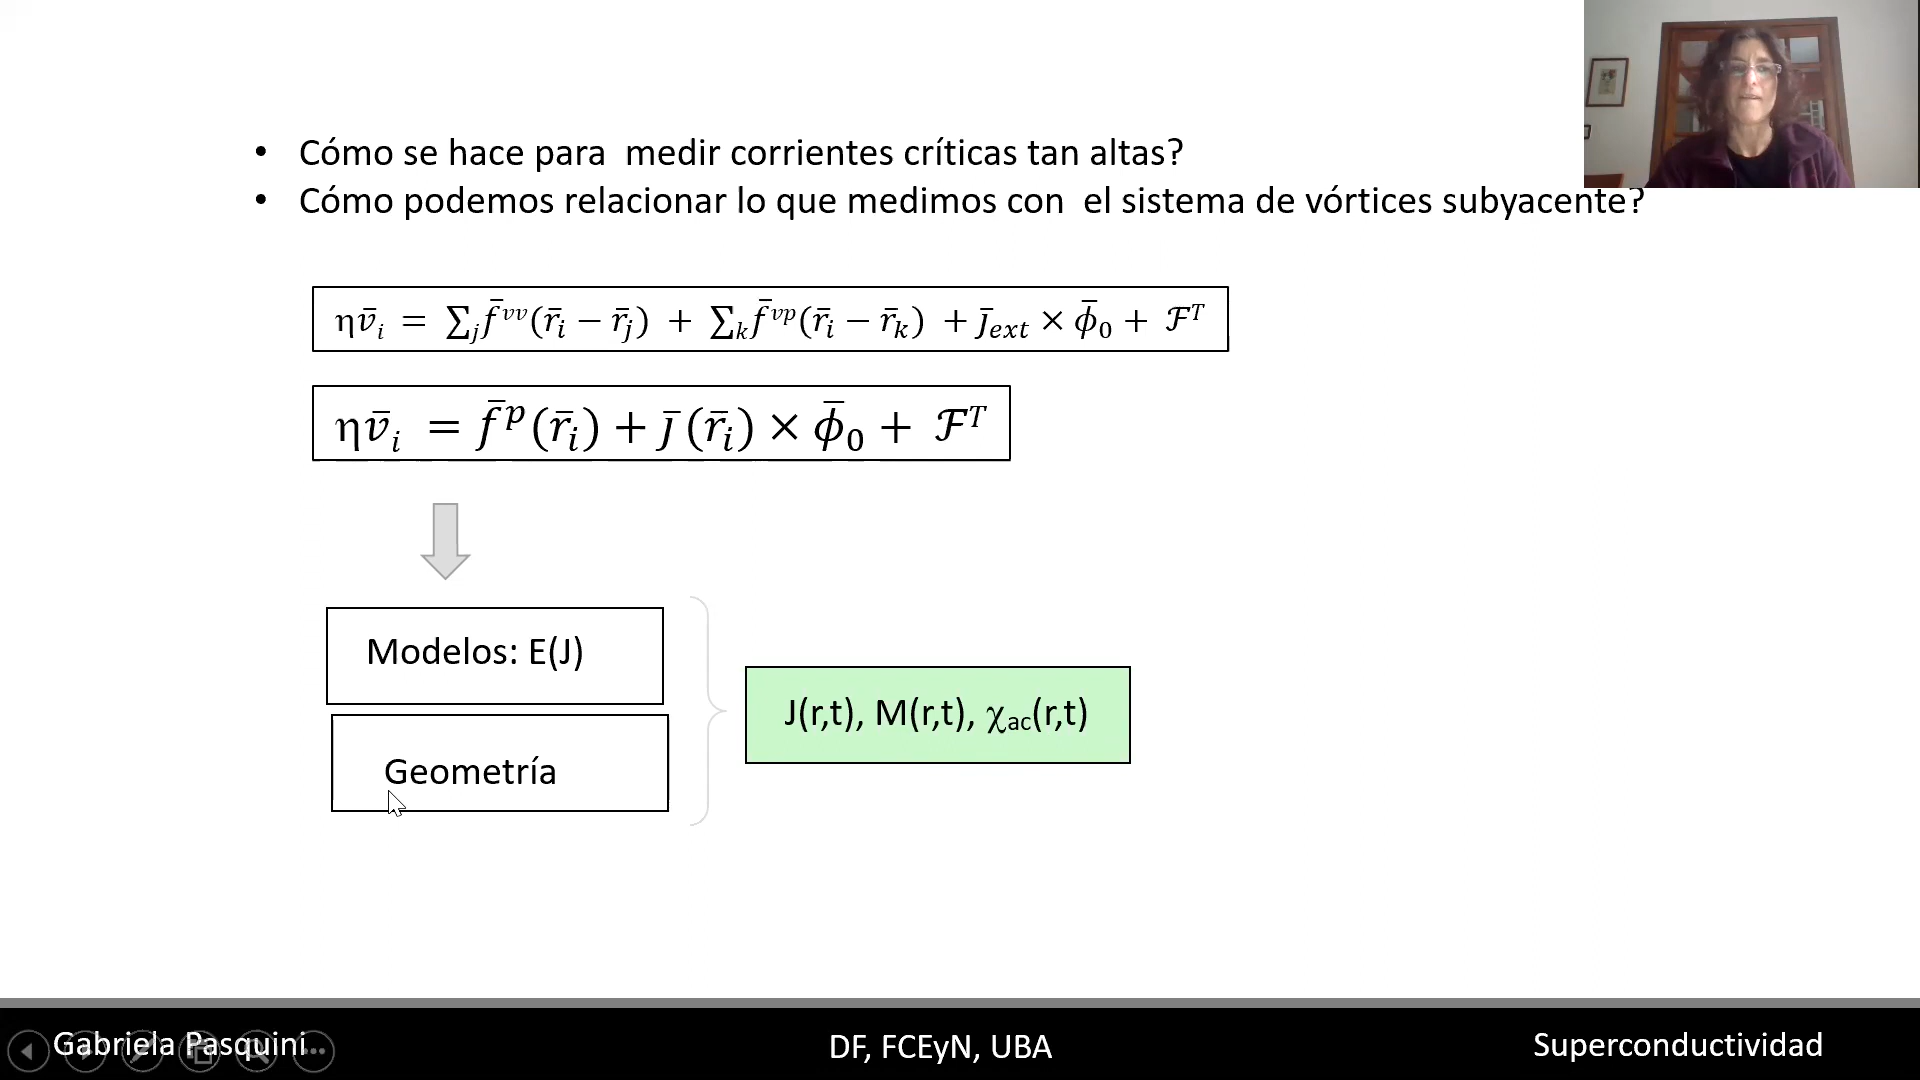 • Cómo se hace para  medir corrientes críticas tan altas?
• Cómo podemos relacionar lo que medimos con  el sistema de vórtices subyacente?
ηv̄ᵢ = ∑ⱼ f̄ᵛᵛ(r̄ᵢ − r̄ⱼ) + ∑ₖ f̄ᵛᵖ(r̄ᵢ − r̄ₖ) + ȷ̄ₑₓₜ × ϕ̄₀ + ℱᵀ
ηv̄ᵢ = f̄ᵖ(r̄ᵢ) + ȷ̄(r̄ᵢ) × ϕ̄₀ + ℱᵀ
Modelos: E(J)
Geometría
J(r,t), M(r,t), χac(r,t)
Gabriela Pasquini
DF, FCEyN, UBA
Superconductividad